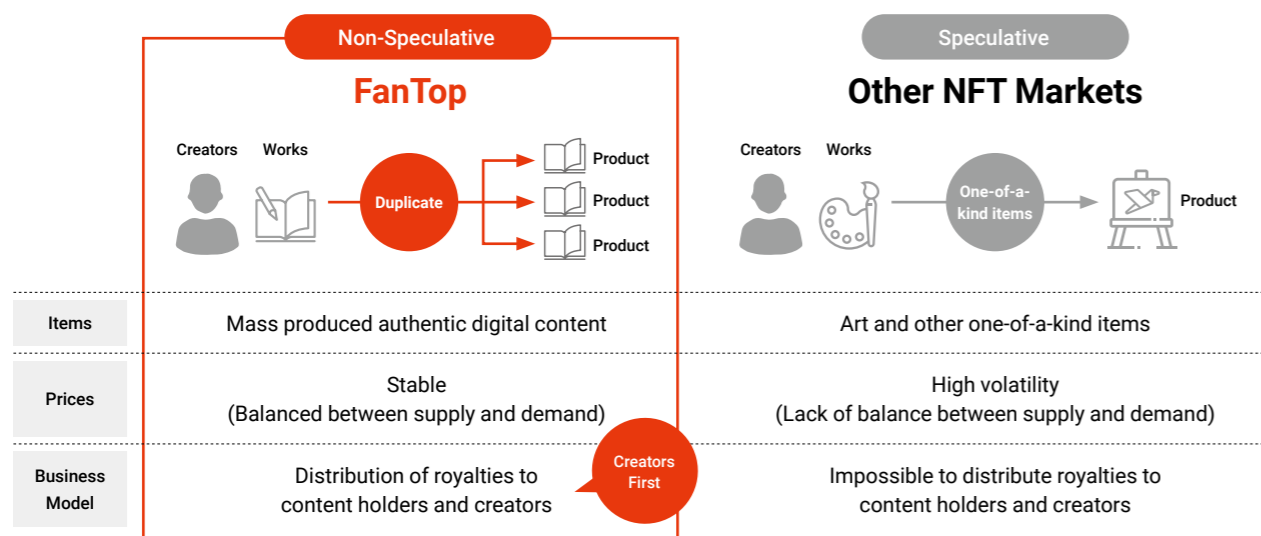 Non-Speculative
FanTop
Creators
Works
Duplicate
Product
Product
Product
Speculative
Other NFT Markets
Creators
Works
One-of-a-
kind items
Product
Items
Mass produced authentic digital content
Art and other one-of-a-kind items
Prices
Stable
(Balanced between supply and demand)
High volatility
(Lack of balance between supply and demand)
Business
Model
Distribution of royalties to
content holders and creators
Creators
First
Impossible to distribute royalties to
content holders and creators